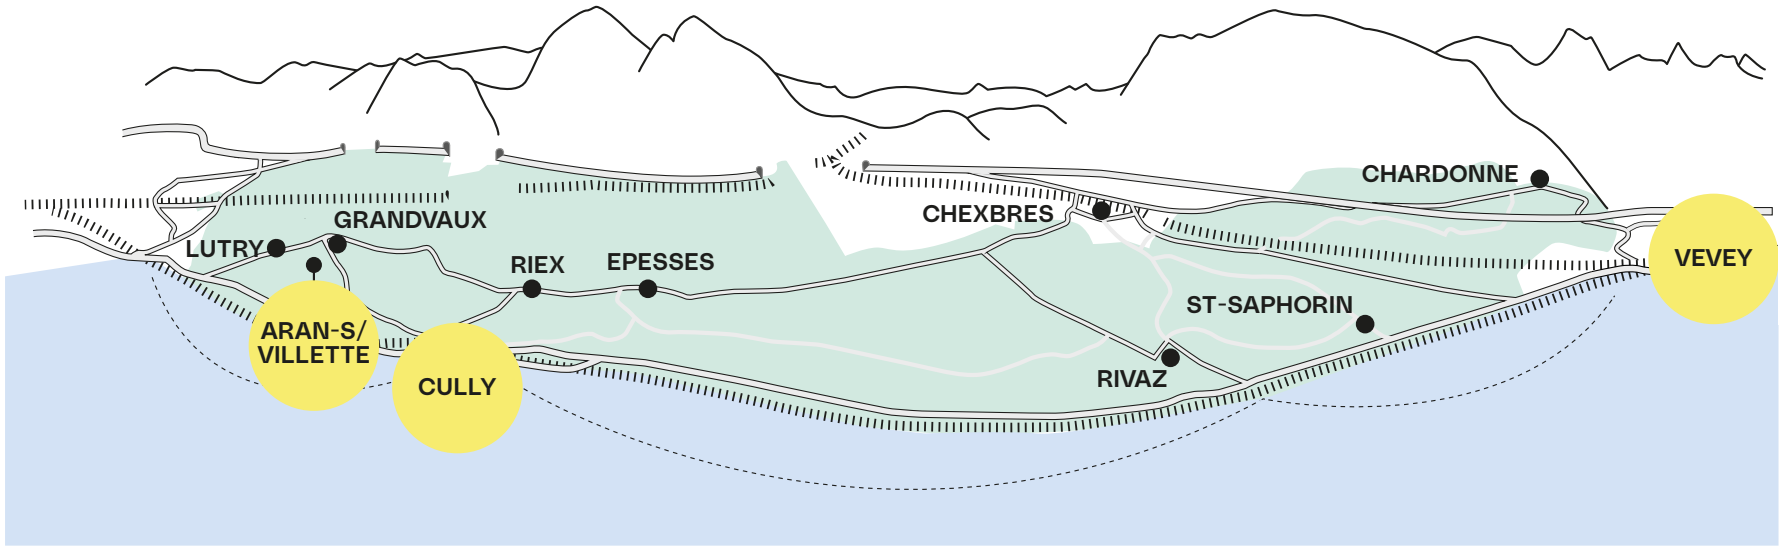 CHARDONNE
CHEXBRES
GRANDVAUX
LUTRY
RIEX
EPESSES
VEVEY
ST-SAPHORIN
ARAN-S/
VILLETTE
CULLY
RIVAZ